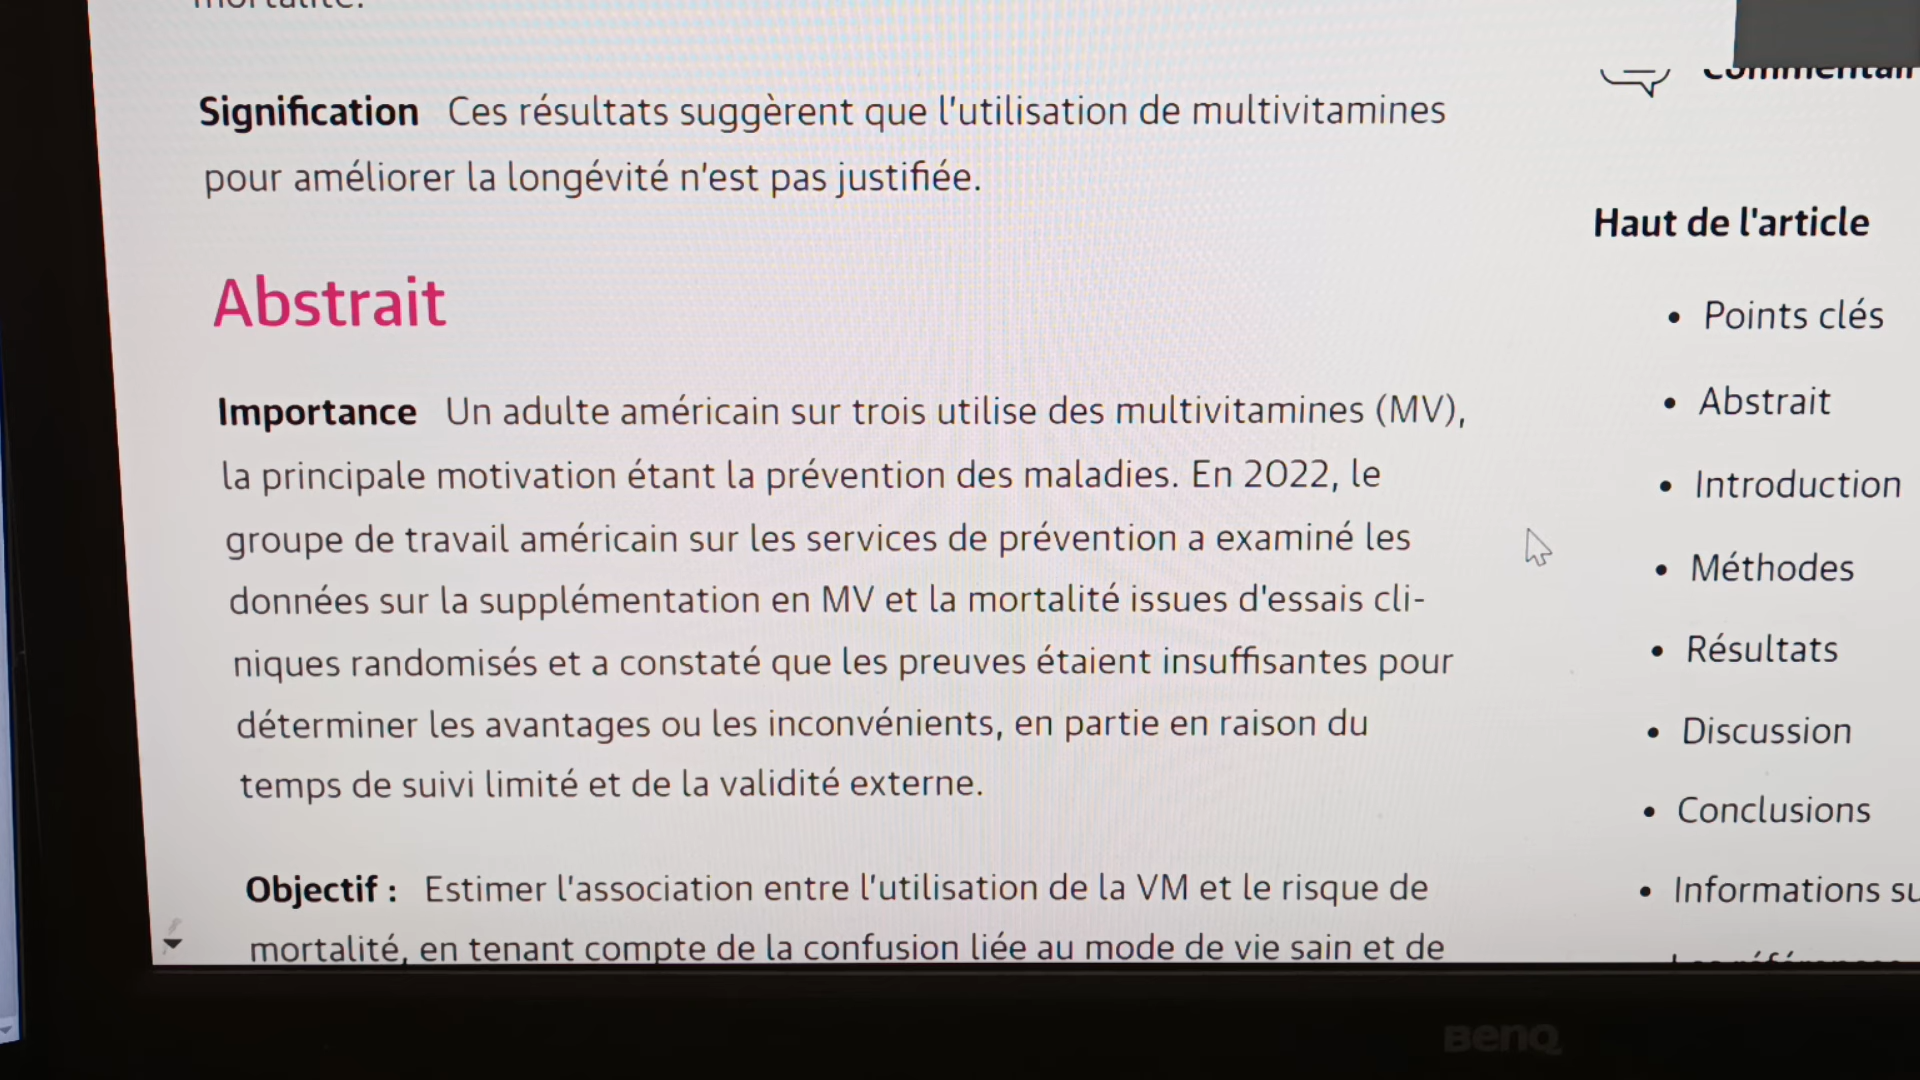 mortalité.
Signification Ces résultats suggèrent que l'utilisation de multivitamines
pour améliorer la longévité n'est pas justifiée.
Abstrait
Importance Un adulte américain sur trois utilise des multivitamines (MV),
la principale motivation étant la prévention des maladies. En 2022, le
groupe de travail américain sur les services de prévention a examiné les
données sur la supplémentation en MV et la mortalité issues d'essais cli-
niques randomisés et a constaté que les preuves étaient insuffisantes pour
déterminer les avantages ou les inconvénients, en partie en raison du
temps de suivi limité et de la validité externe.
Objectif : Estimer l'association entre l'utilisation de la VM et le risque de
mortalité, en tenant compte de la confusion liée au mode de vie sain et de
Haut de l'article
• Points clés
• Abstrait
• Introduction
• Méthodes
• Résultats
• Discussion
• Conclusions
• Informations su
BenQ